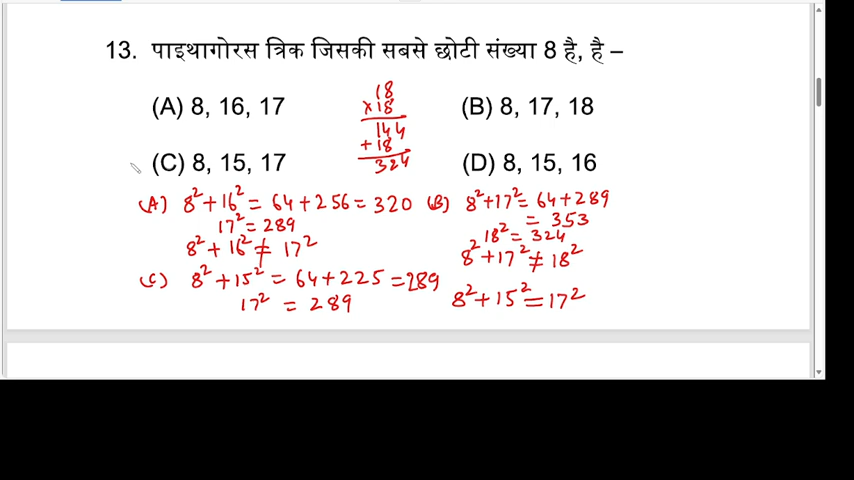 13. पाइथागोरस त्रिक जिसकी सबसे छोटी संख्या 8 है, है –
(A) 8, 16, 17
(B) 8, 17, 18
18
×18
144
+18
324
(C) 8, 15, 17
(D) 8, 15, 16
(A) 8² + 16² = 64 + 256 = 320
17² = 289
8² + 16² ≠ 17²
(B) 8² + 17² = 64 + 289
= 353
18² = 324
8² + 17² ≠ 18²
(C) 8² + 15² = 64 + 225 = 289
17² = 289
8² + 15² = 17²